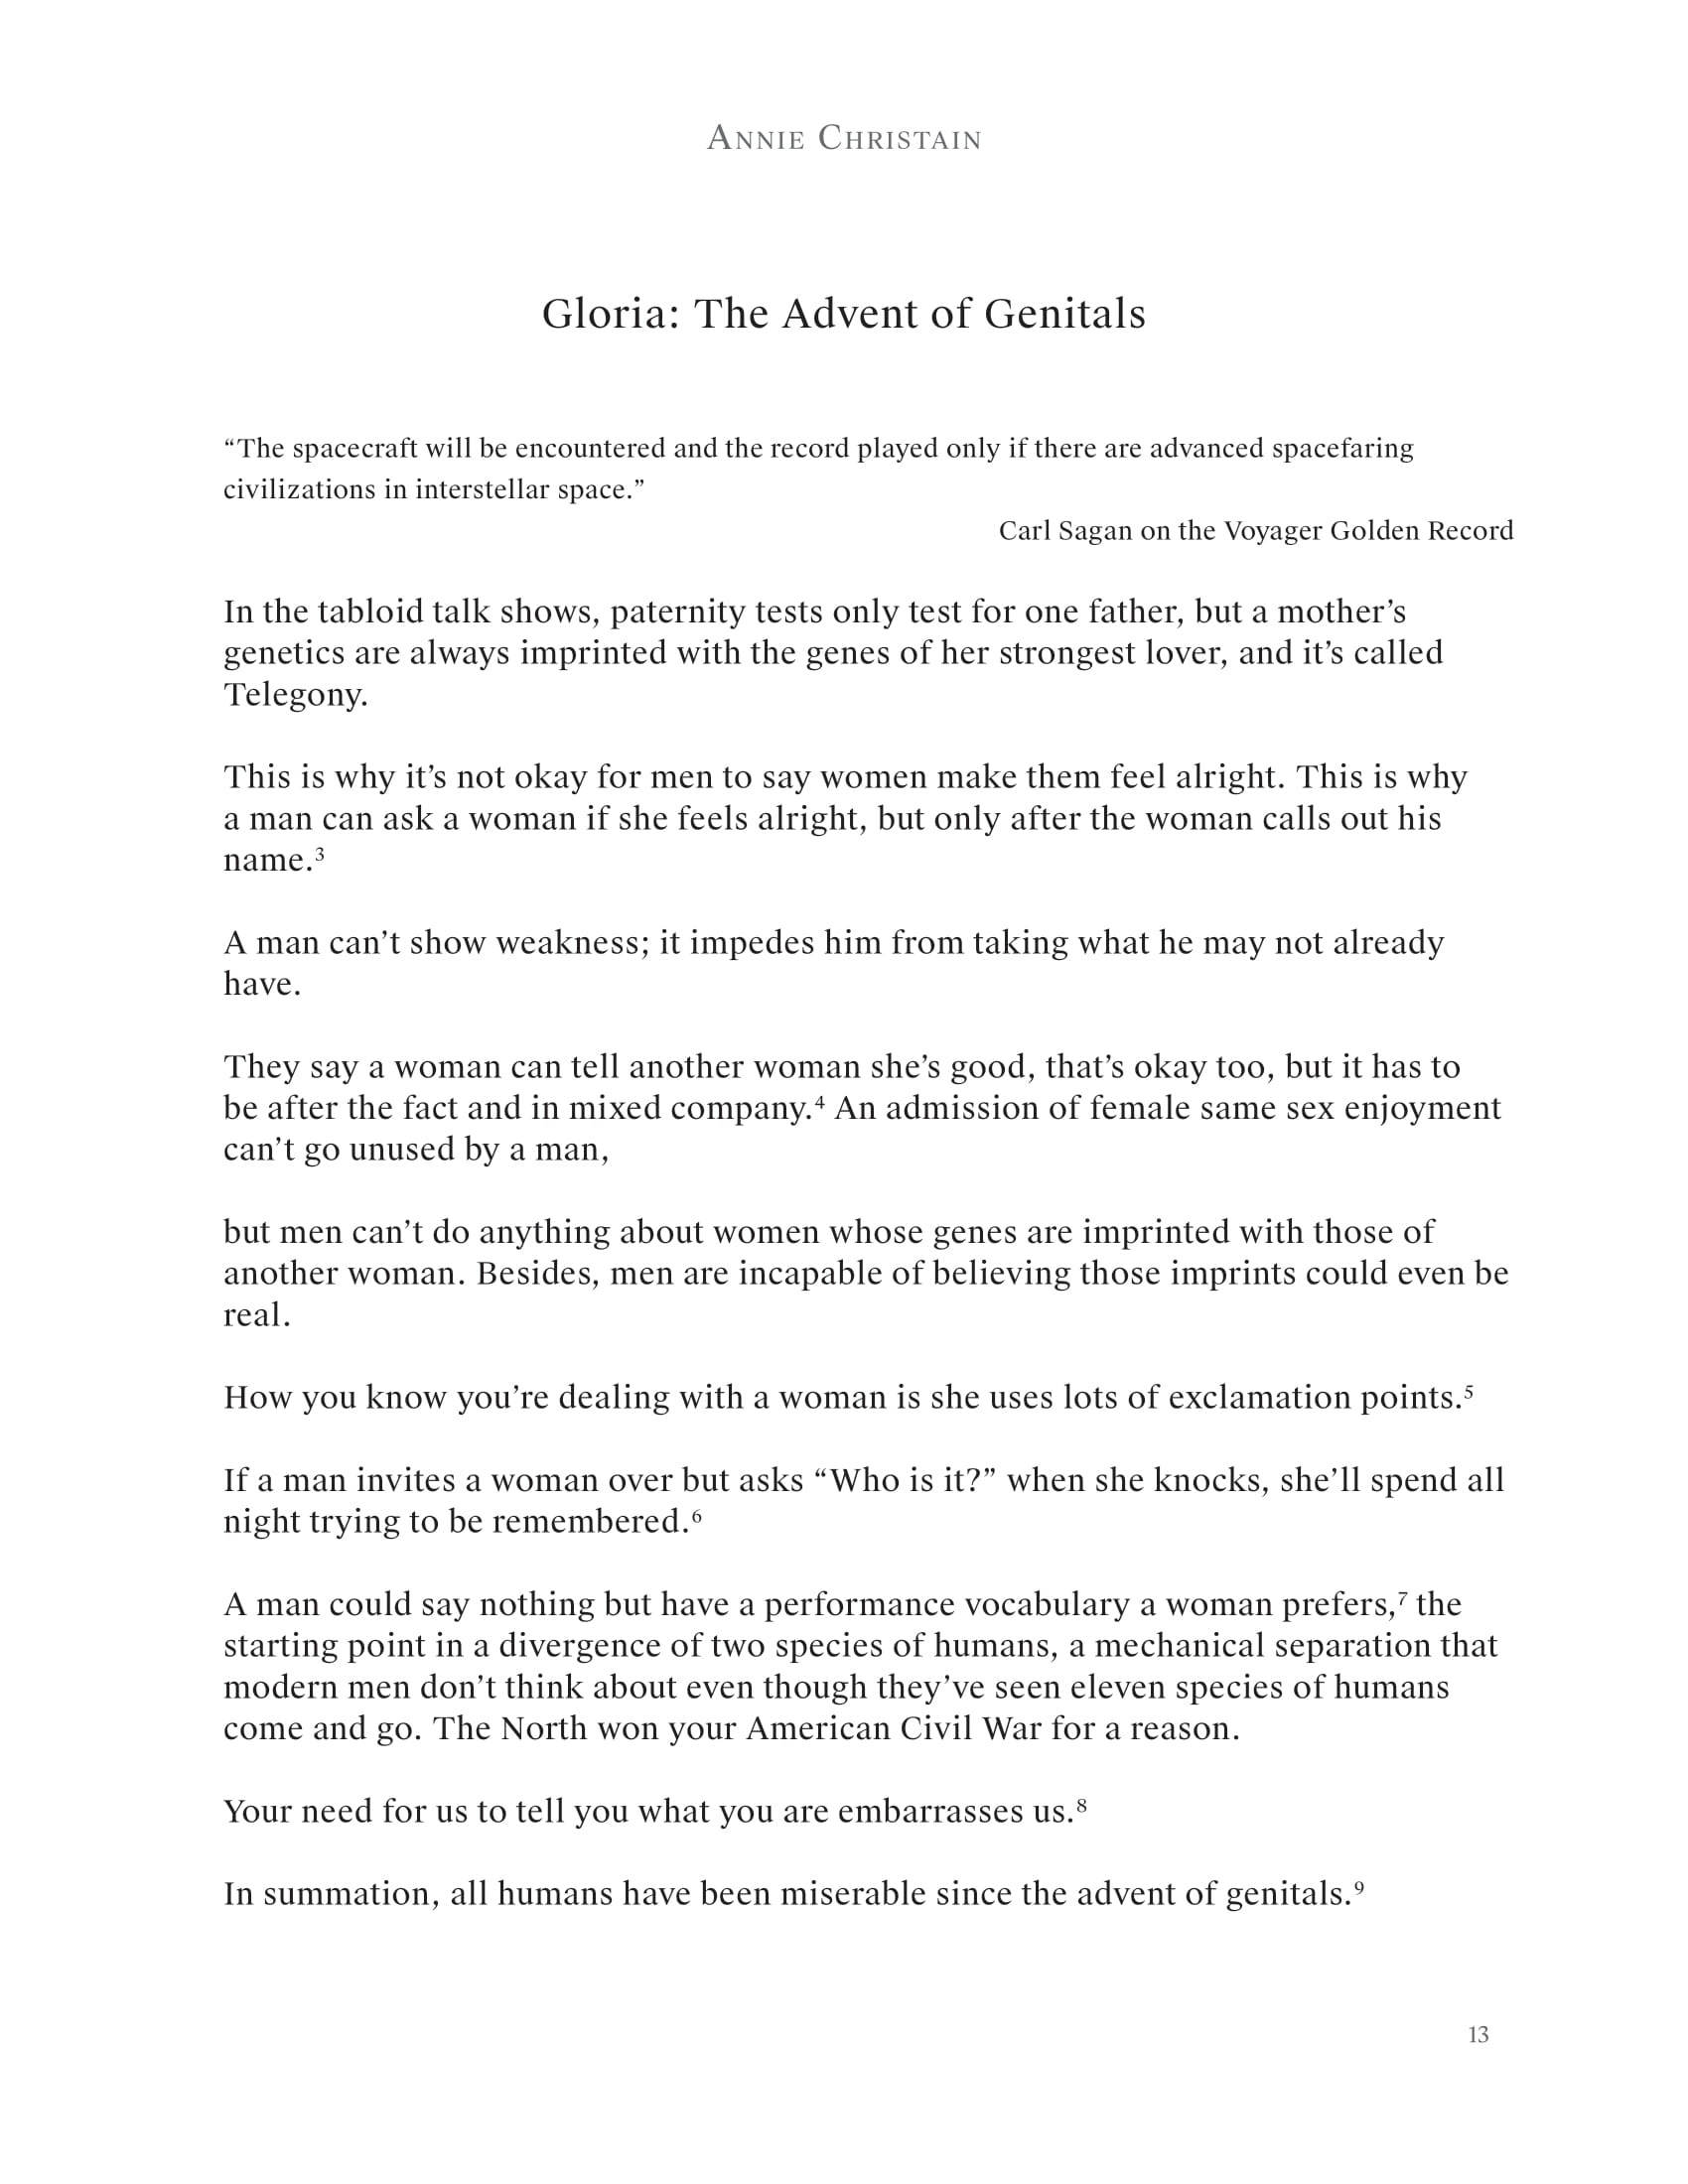 Annie Christain
Gloria: The Advent of Genitals
“The spacecraft will be encountered and the record played only if there are advanced spacefaring
civilizations in interstellar space.”
Carl Sagan on the Voyager Golden Record
In the tabloid talk shows, paternity tests only test for one father, but a mother’s
genetics are always imprinted with the genes of her strongest lover, and it’s called
Telegony.
This is why it’s not okay for men to say women make them feel alright. This is why
a man can ask a woman if she feels alright, but only after the woman calls out his
name.³
A man can’t show weakness; it impedes him from taking what he may not already
have.
They say a woman can tell another woman she’s good, that’s okay too, but it has to
be after the fact and in mixed company.⁴ An admission of female same sex enjoyment
can’t go unused by a man,
but men can’t do anything about women whose genes are imprinted with those of
another woman. Besides, men are incapable of believing those imprints could even be
real.
How you know you’re dealing with a woman is she uses lots of exclamation points.⁵
If a man invites a woman over but asks “Who is it?” when she knocks, she’ll spend all
night trying to be remembered.⁶
A man could say nothing but have a performance vocabulary a woman prefers,⁷ the
starting point in a divergence of two species of humans, a mechanical separation that
modern men don’t think about even though they’ve seen eleven species of humans
come and go. The North won your American Civil War for a reason.
Your need for us to tell you what you are embarrasses us.⁸
In summation, all humans have been miserable since the advent of genitals.⁹
13